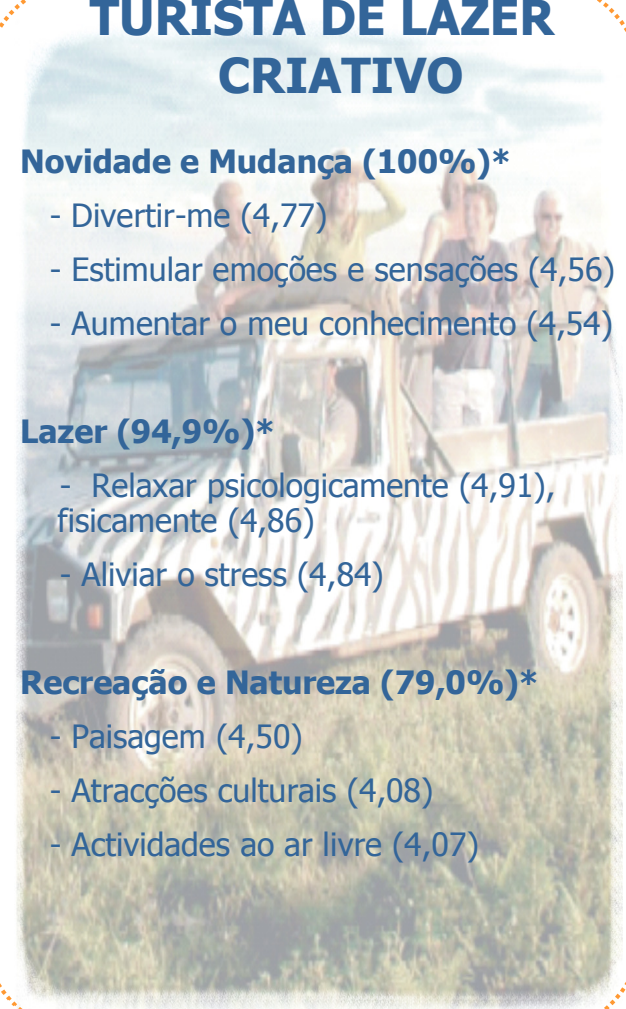 TURISTA DE LAZER
CRIATIVO
Novidade e Mudança (100%)*
- Divertir-me (4,77)
- Estimular emoções e sensações (4,56)
- Aumentar o meu conhecimento (4,54)
Lazer (94,9%)*
- Relaxar psicologicamente (4,91),
fisicamente (4,86)
- Aliviar o stress (4,84)
Recreação e Natureza (79,0%)*
- Paisagem (4,50)
- Atracções culturais (4,08)
- Actividades ao ar livre (4,07)